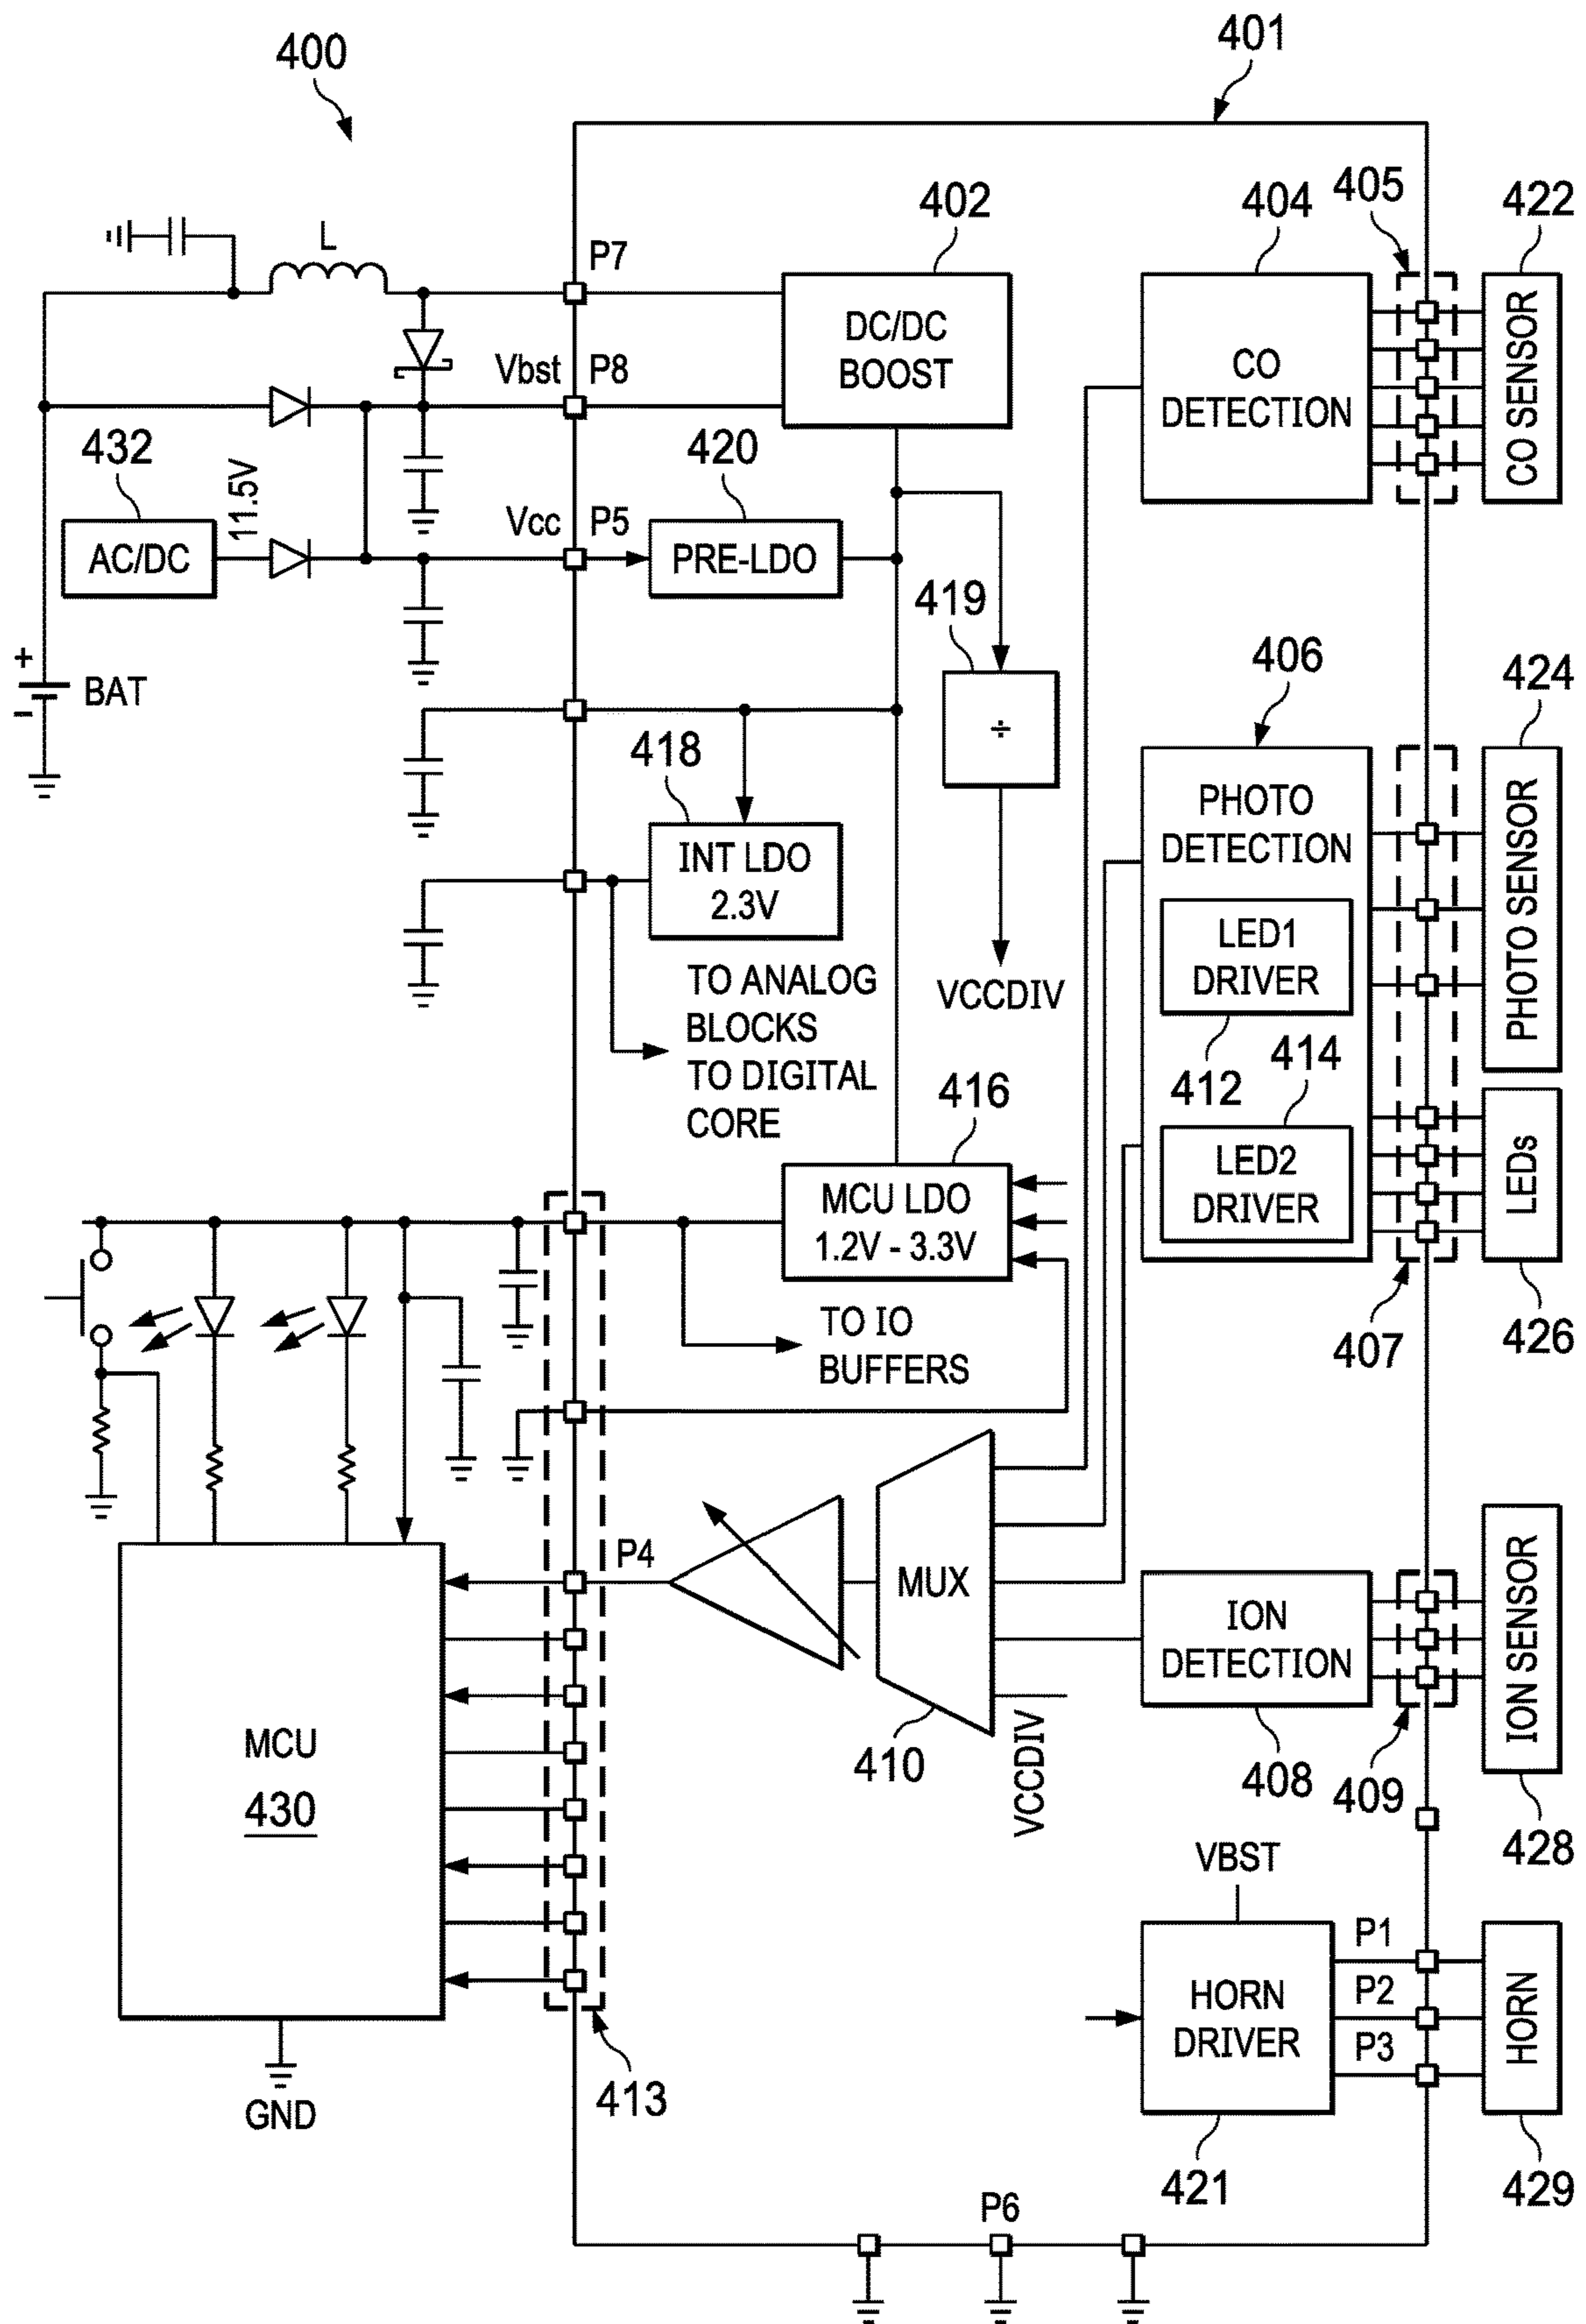 400
401
402
404
405
422
L
P7
DC/DC
BOOST
CO
DETECTION
CO SENSOR
Vbst
P8
432
11.5V
420
AC/DC
Vcc
P5
PRE-LDO
419
406
424
+
BAT
−
418
÷
PHOTO
DETECTION
PHOTO SENSOR
INT LDO
2.3V
LED1
DRIVER
TO ANALOG
BLOCKS
VCCDIV
412
414
TO DIGITAL
CORE
416
LED2
DRIVER
LEDs
MCU LDO
1.2V - 3.3V
TO IO
BUFFERS
407
426
P4
MUX
ION
DETECTION
ION SENSOR
MCU
430
410
VCCDIV
408
409
428
VBST
P1
P2
P3
HORN
DRIVER
HORN
413
GND
421
429
P6